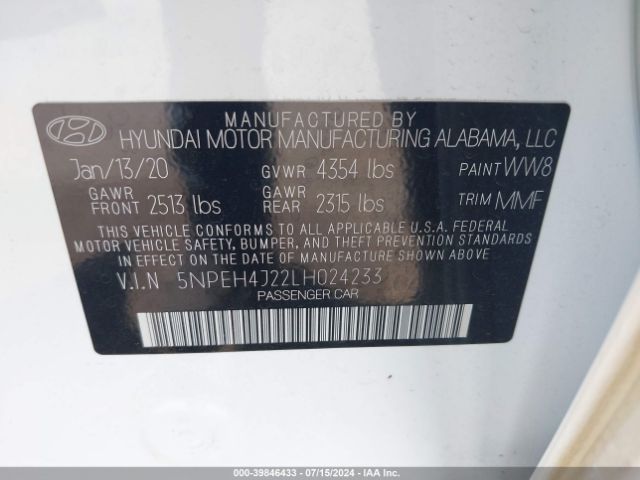 MANUFACTURED BY
HYUNDAI MOTOR MANUFACTURING ALABAMA, LLC
Jan/13/20 GVWR 4354 lbs PAINT WW8
GAWR FRONT 2513 lbs GAWR REAR 2315 lbs TRIM MMF
THIS VEHICLE CONFORMS TO ALL APPLICABLE U.S.A. FEDERAL
MOTOR VEHICLE SAFETY, BUMPER, AND THEFT PREVENTION STANDARDS
IN EFFECT ON THE DATE OF MANUFACTURE SHOWN ABOVE.
V.I.N 5NPEH4J22LH024233
PASSENGER CAR
000-39846433 - 07/15/2024 - IAA Inc.